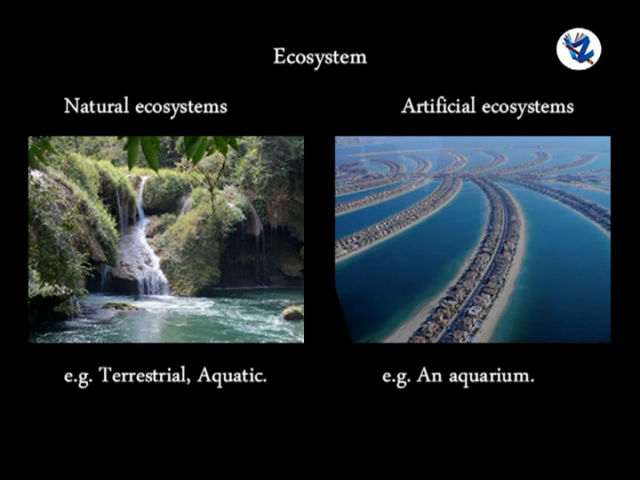 Ecosystem
Natural ecosystems
Artificial ecosystems
e.g. Terrestrial, Aquatic.
e.g. An aquarium.